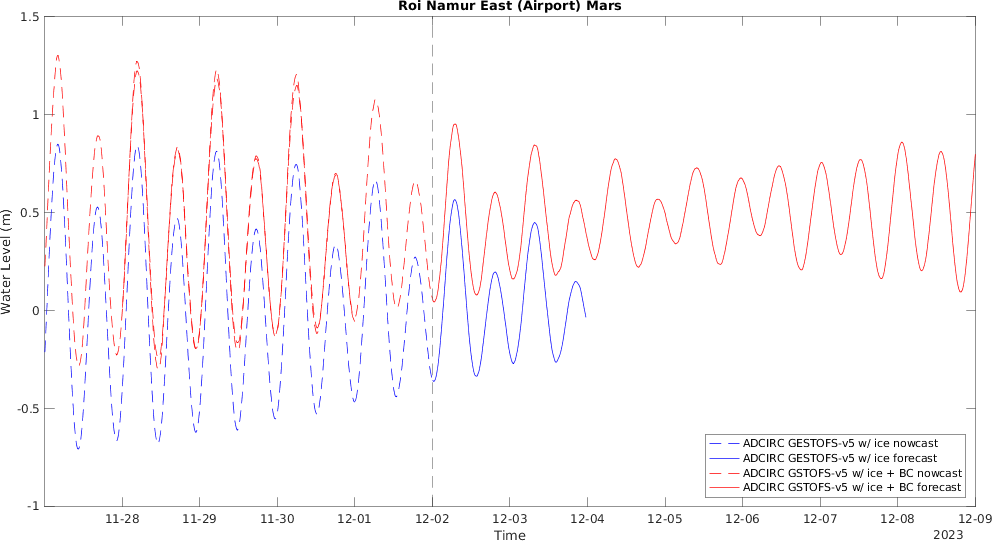 Roi Namur East (Airport) Mars
1.5
1
0.5
0
-0.5
-1
Water Level (m)
ADCIRC GESTOFS-v5 w/ ice nowcast
ADCIRC GESTOFS-v5 w/ ice forecast
ADCIRC GSTOFS-v5 w/ ice + BC nowcast
ADCIRC GSTOFS-v5 w/ ice + BC forecast
11-28 11-29 11-30 12-01 12-02 12-03 12-04 12-05 12-06 12-07 12-08 12-09
Time
2023